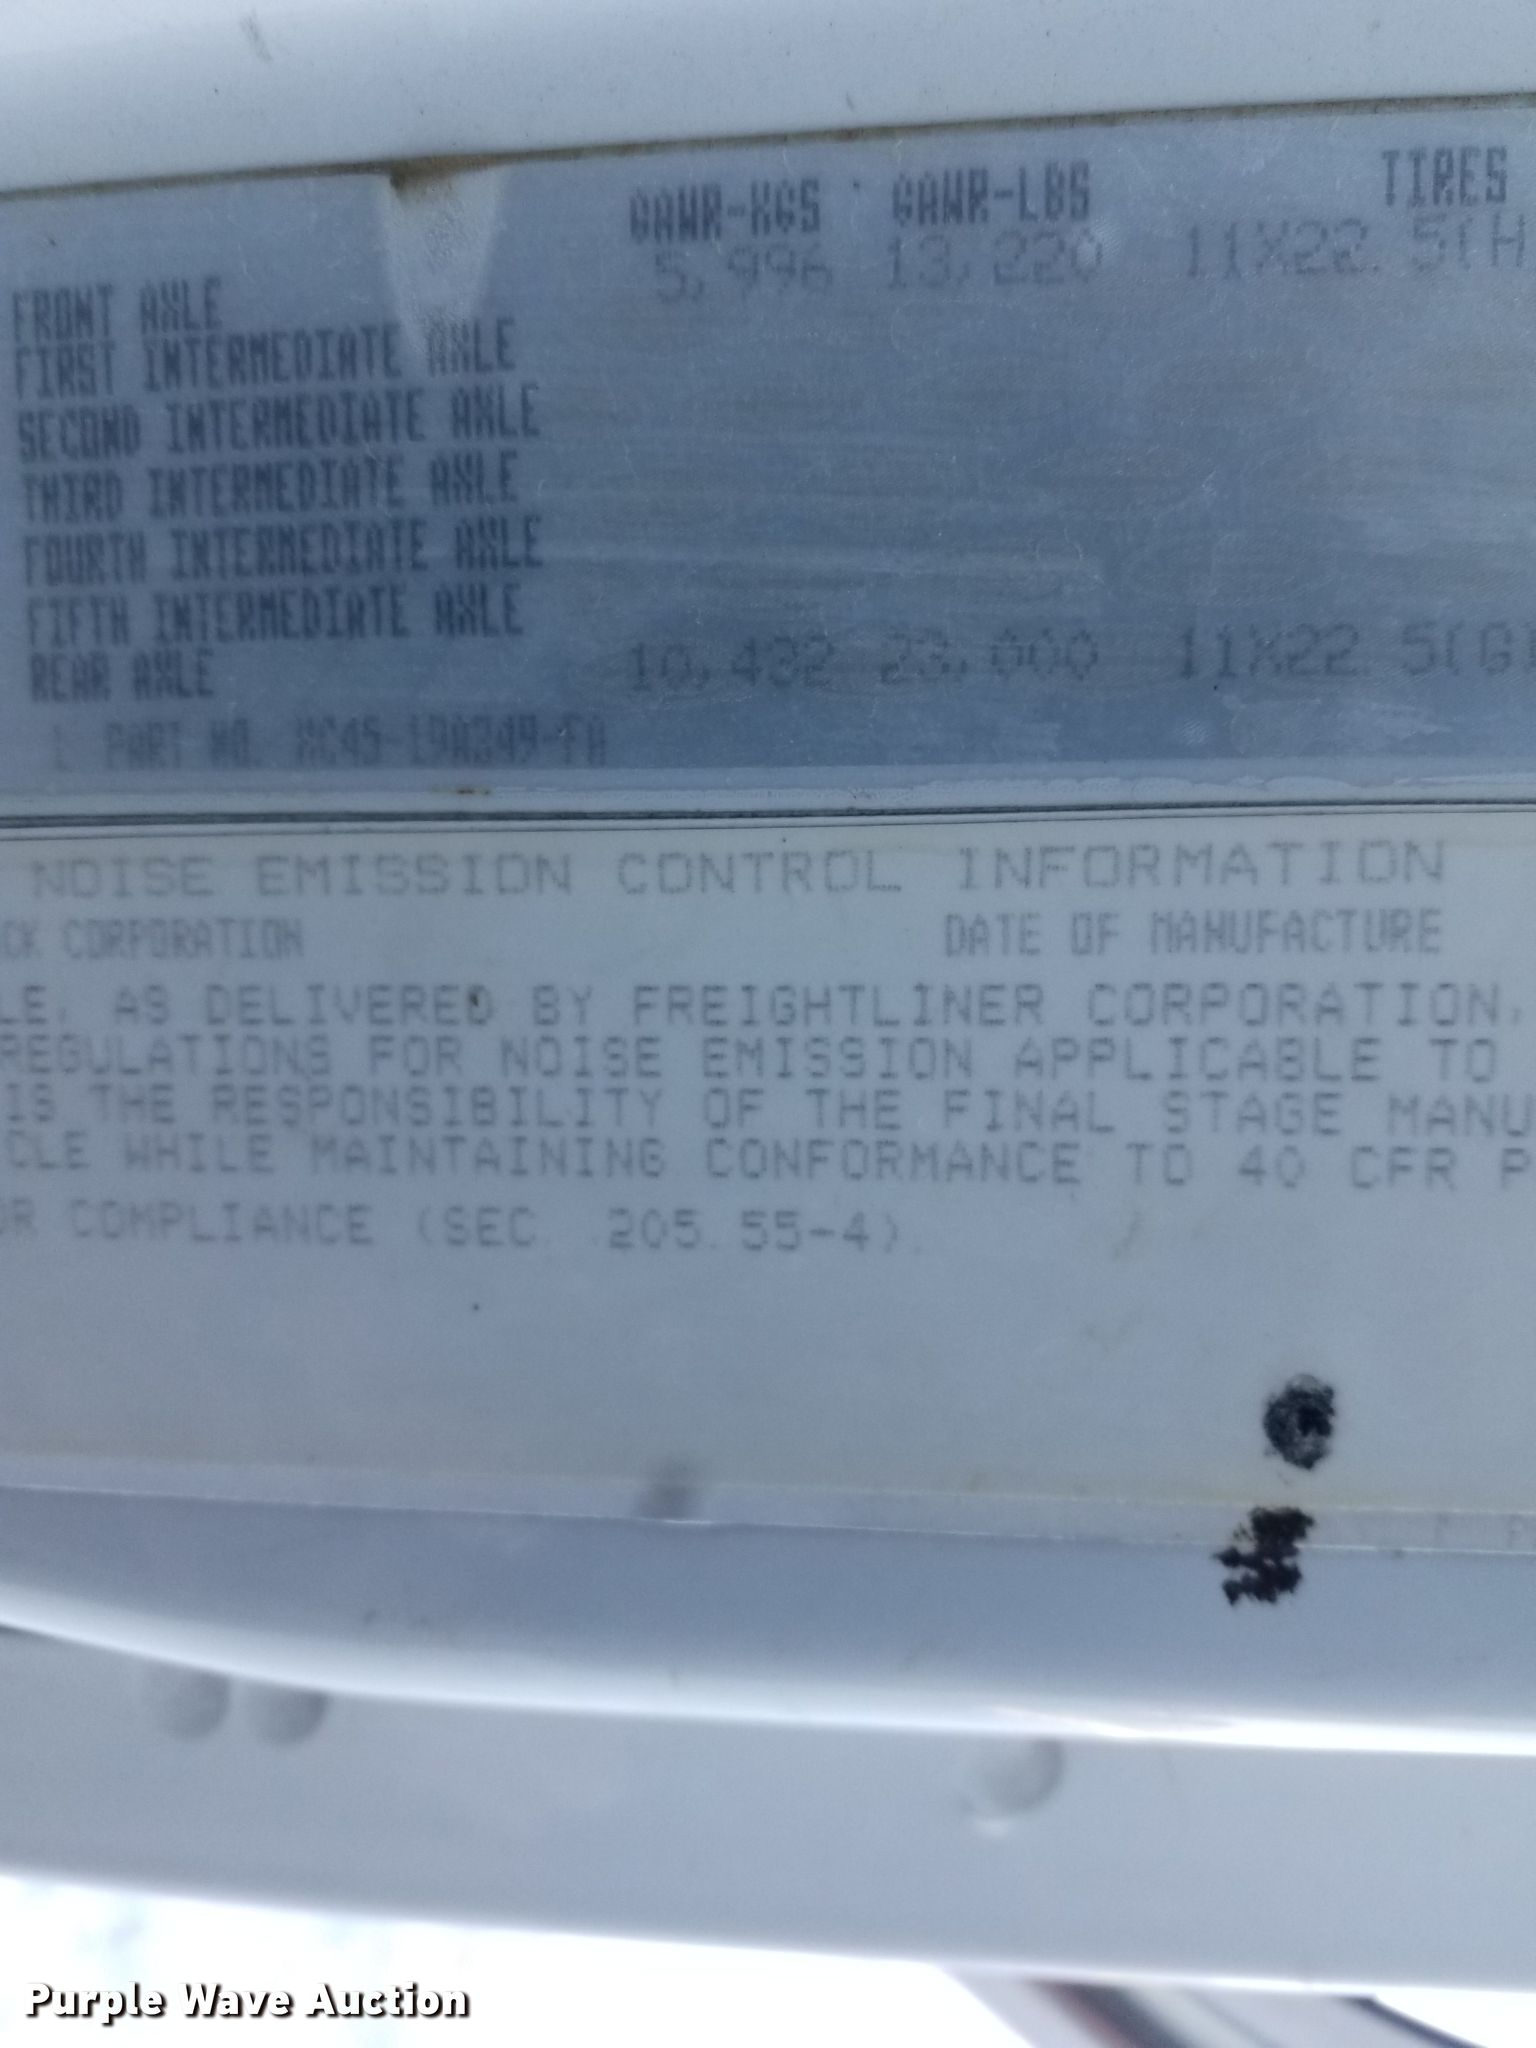 GAWR-KGS GAWR-LBS TIRES
5,996 13,220 11X22.5(H
FRONT AXLE
FIRST INTERMEDIATE AXLE
SECOND INTERMEDIATE AXLE
THIRD INTERMEDIATE AXLE
FOURTH INTERMEDIATE AXLE
FIFTH INTERMEDIATE AXLE
REAR AXLE 10,432 23,000 11X22.5(G)
PART NO.
NOISE EMISSION CONTROL INFORMATION
CK CORPORATION DATE OF MANUFACTURE
LE, AS DELIVERED BY FREIGHTLINER CORPORATION,
REGULATIONS FOR NOISE EMISSION APPLICABLE TO
IS THE RESPONSIBILITY OF THE FINAL STAGE MANU
CLE WHILE MAINTAINING CONFORMANCE TO 40 CFR P
OR COMPLIANCE (SEC. 205.55-4).
Purple Wave Auction